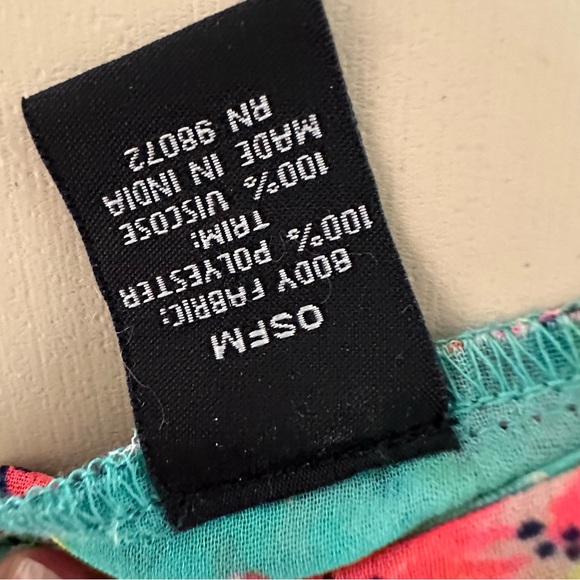 OSFM
BODY FABRIC:
100% POLYESTER
TRIM:
100% VISCOSE
MADE IN INDIA
RN 98072